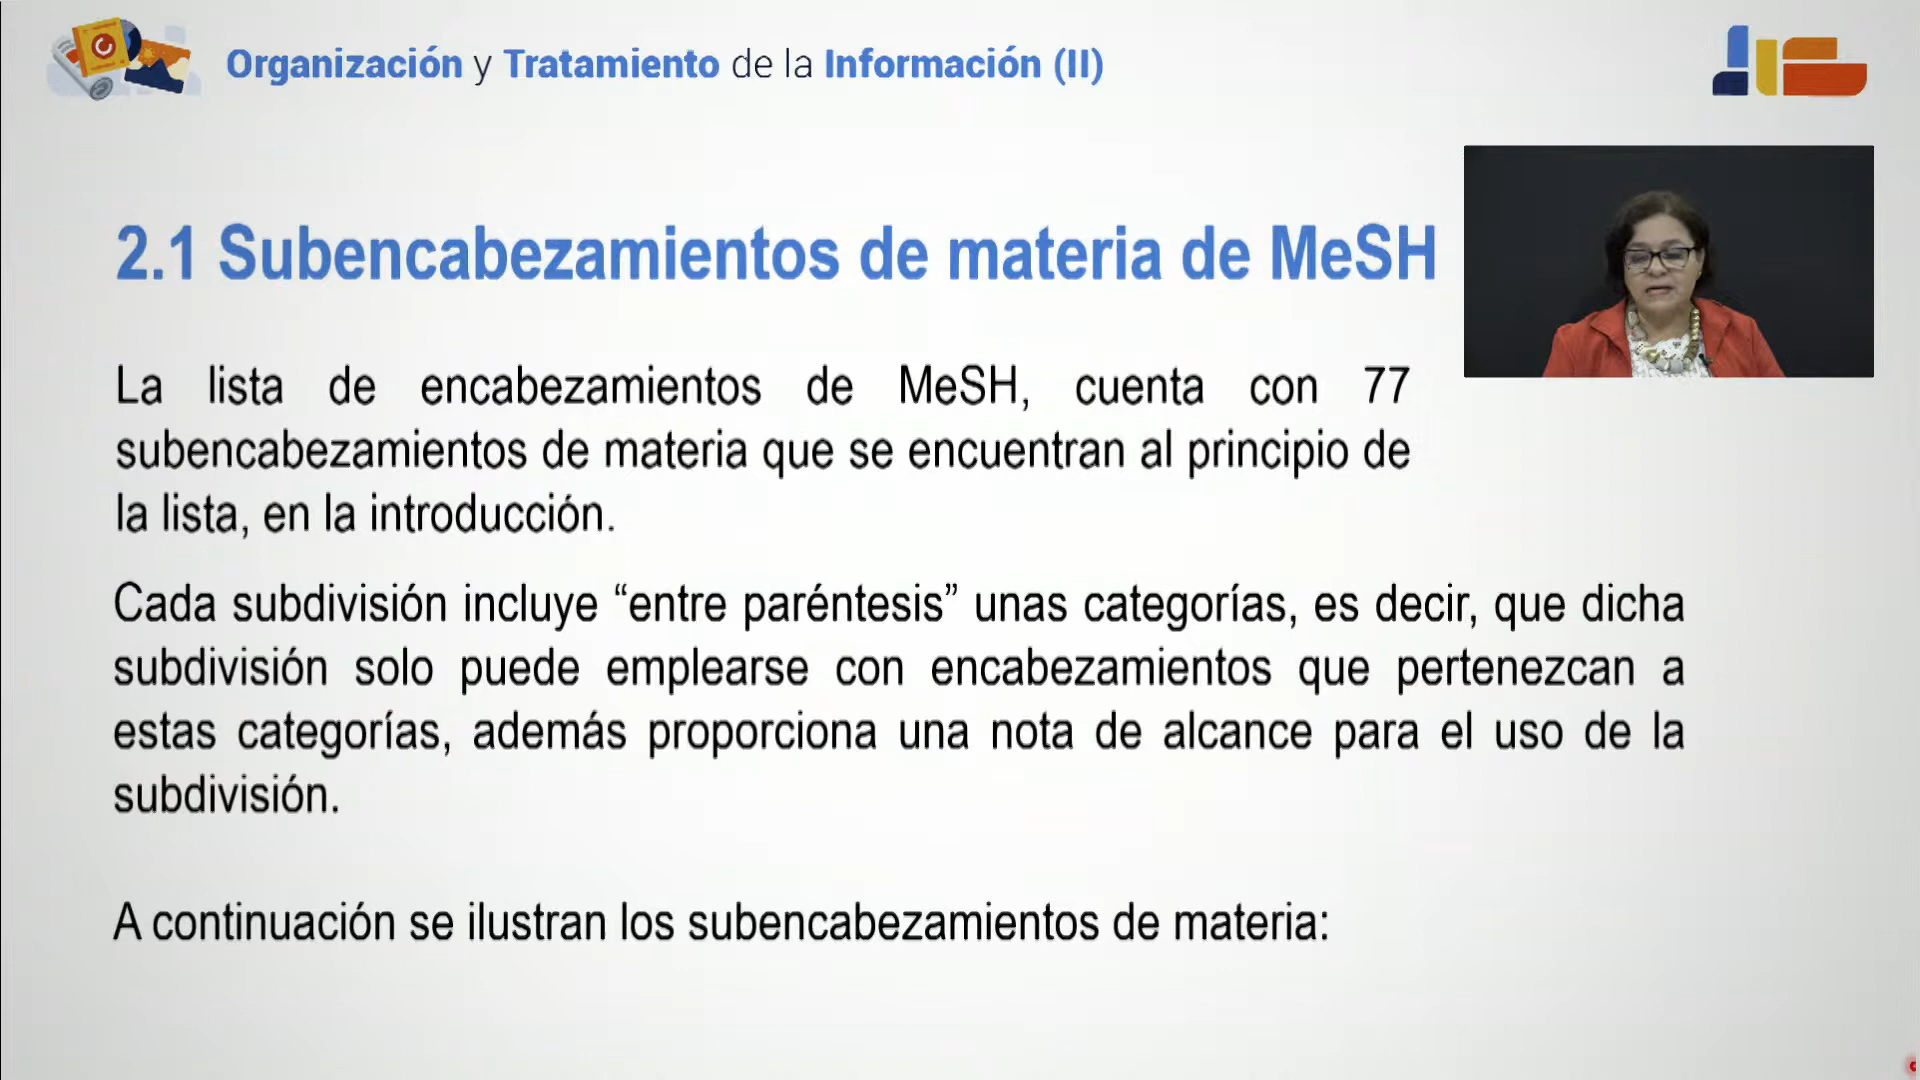 Organización y Tratamiento de la Información (II)
2.1 Subencabezamientos de materia de MeSH
La lista de encabezamientos de MeSH, cuenta con 77
subencabezamientos de materia que se encuentran al principio de
la lista, en la introducción.
Cada subdivisión incluye “entre paréntesis” unas categorías, es decir, que dicha
subdivisión solo puede emplearse con encabezamientos que pertenezcan a
estas categorías, además proporciona una nota de alcance para el uso de la
subdivisión.
A continuación se ilustran los subencabezamientos de materia: